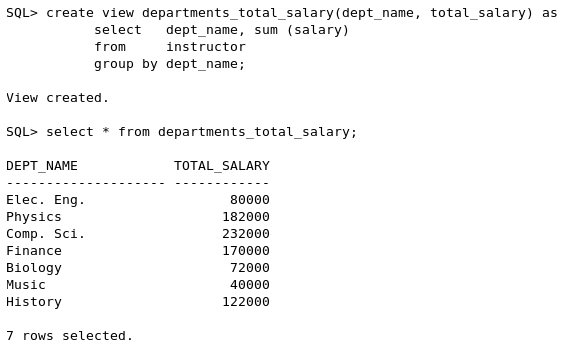 SQL> create view departments_total_salary(dept_name, total_salary) as
           select   dept_name, sum (salary)
           from     instructor
           group by dept_name;

View created.

SQL> select * from departments_total_salary;

DEPT_NAME            TOTAL_SALARY
-------------------- ------------
Elec. Eng.                  80000
Physics                    182000
Comp. Sci.                 232000
Finance                    170000
Biology                     72000
Music                       40000
History                    122000

7 rows selected.